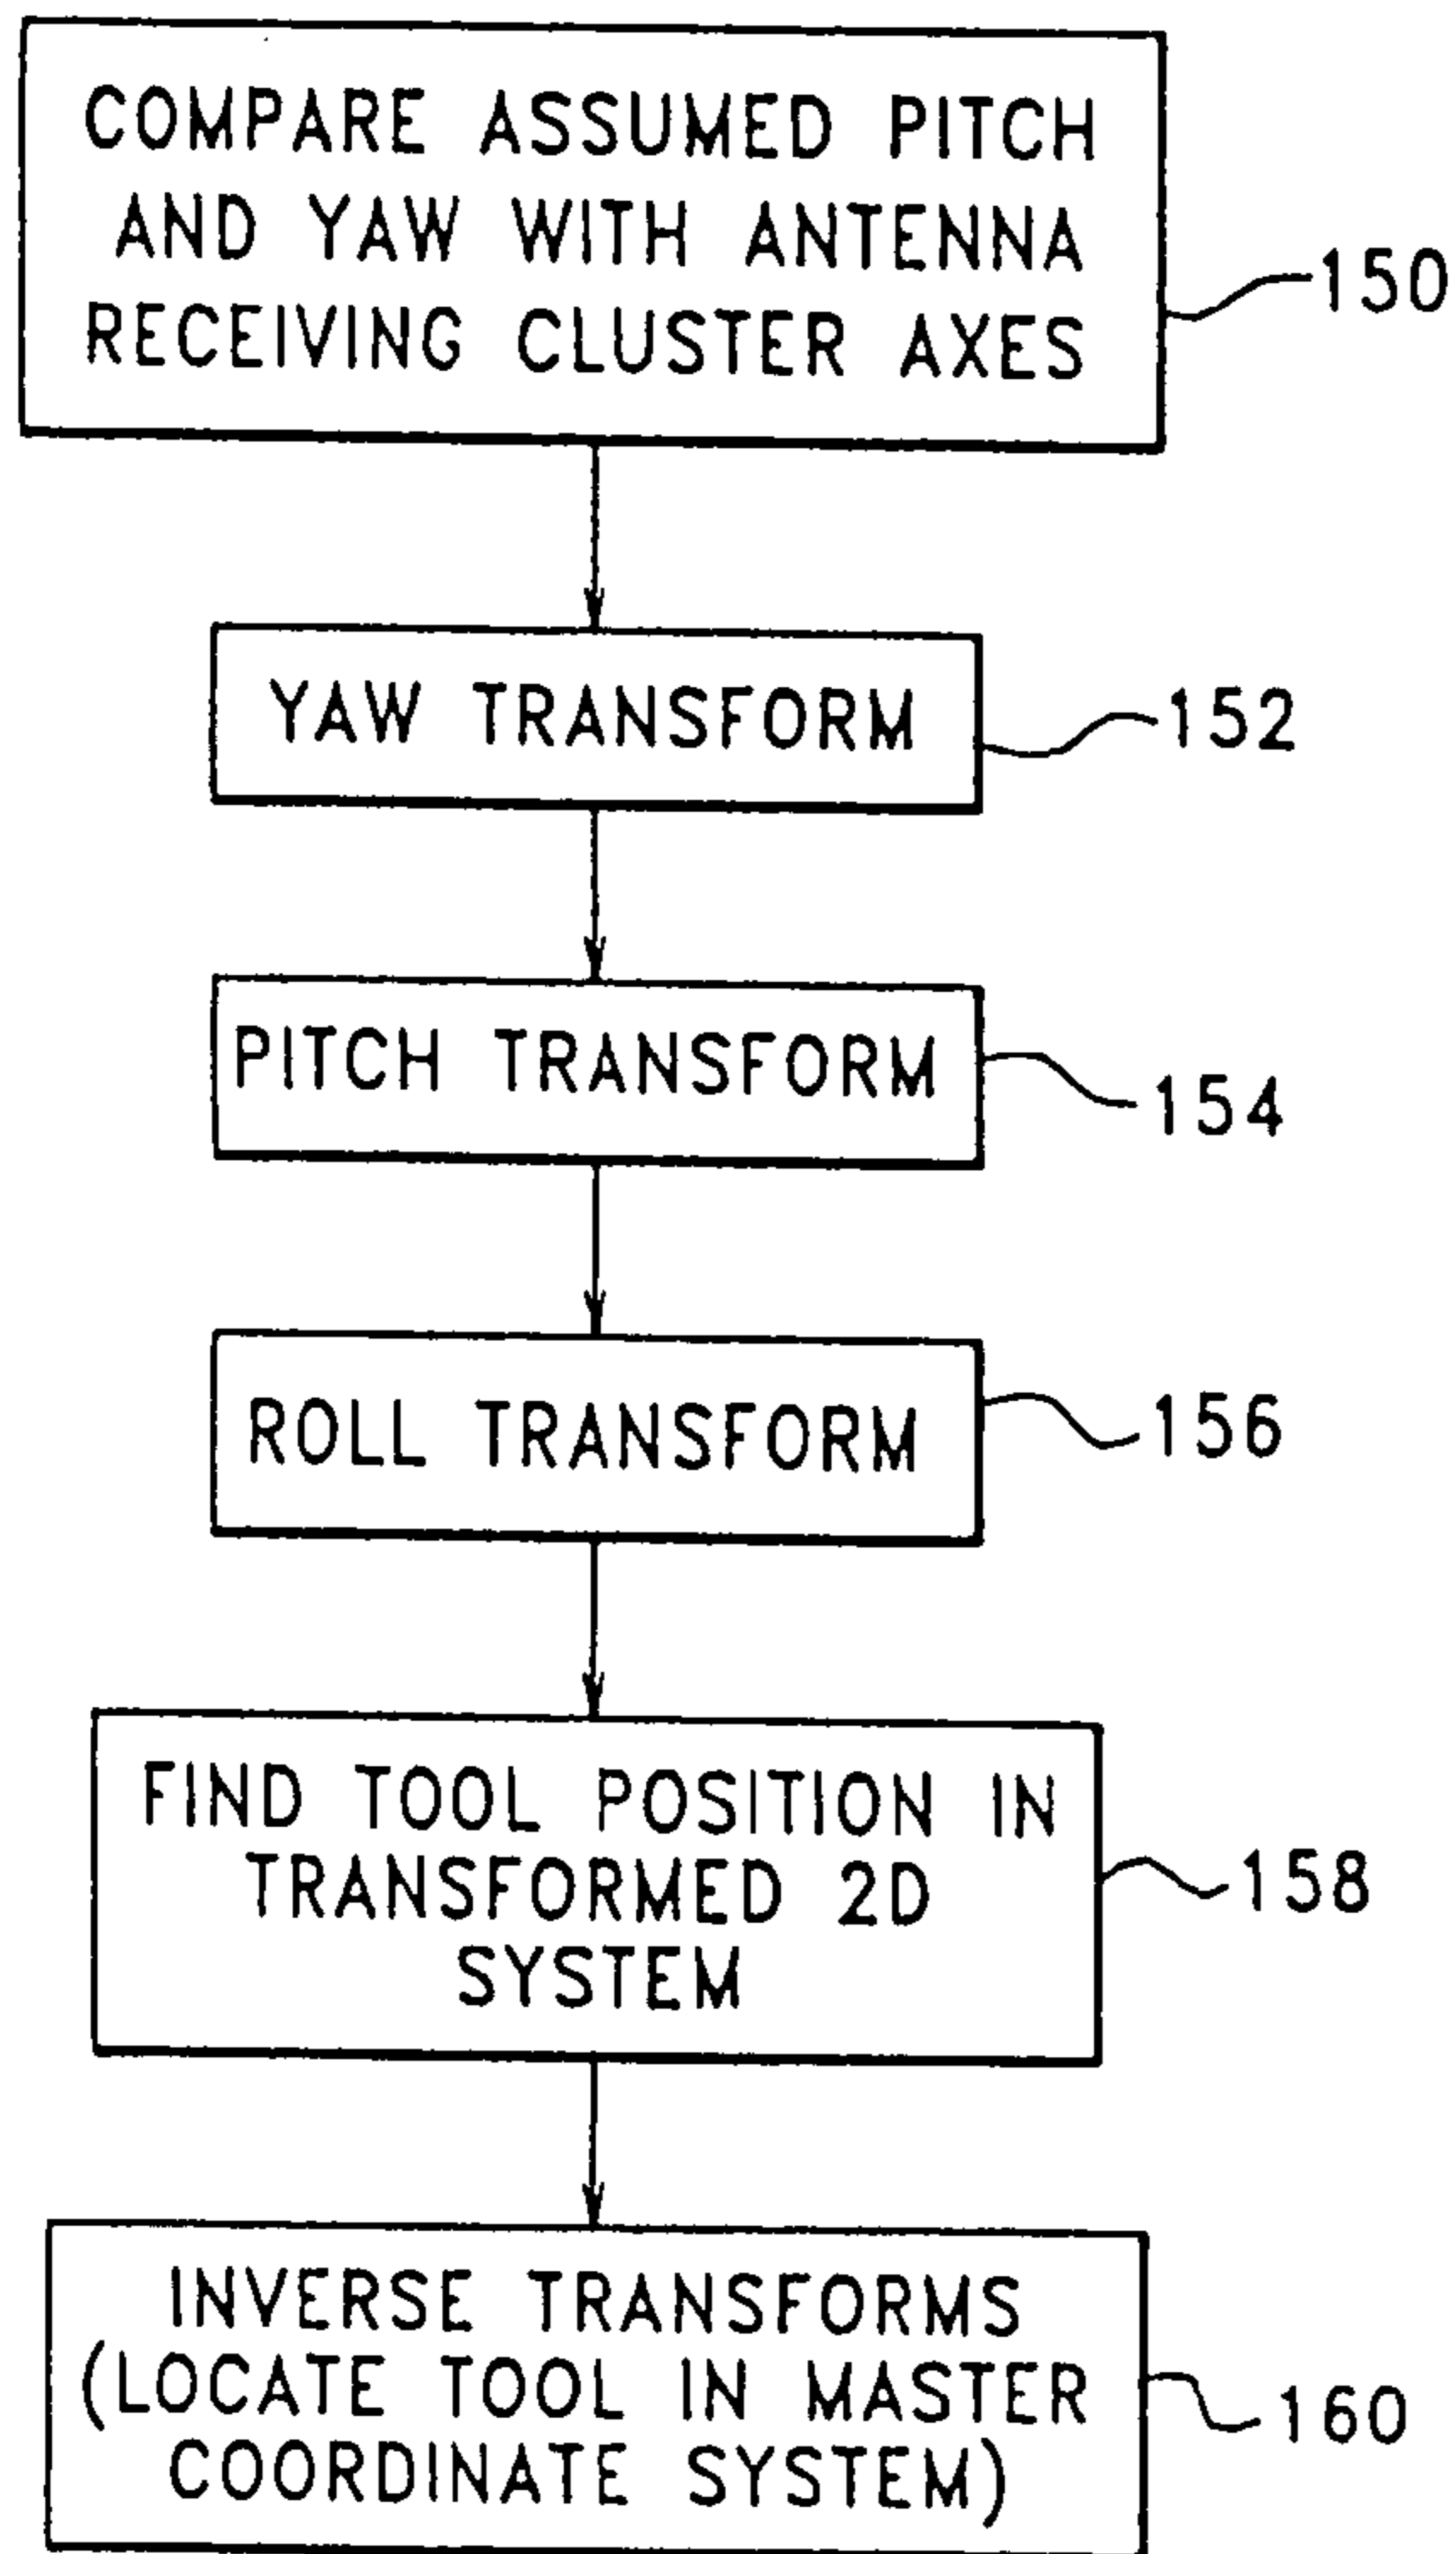 COMPARE ASSUMED PITCH
AND YAW WITH ANTENNA
RECEIVING CLUSTER AXES
150
YAW TRANSFORM
152
PITCH TRANSFORM
154
ROLL TRANSFORM
156
FIND TOOL POSITION IN
TRANSFORMED 2D
SYSTEM
158
INVERSE TRANSFORMS
(LOCATE TOOL IN MASTER
COORDINATE SYSTEM)
160